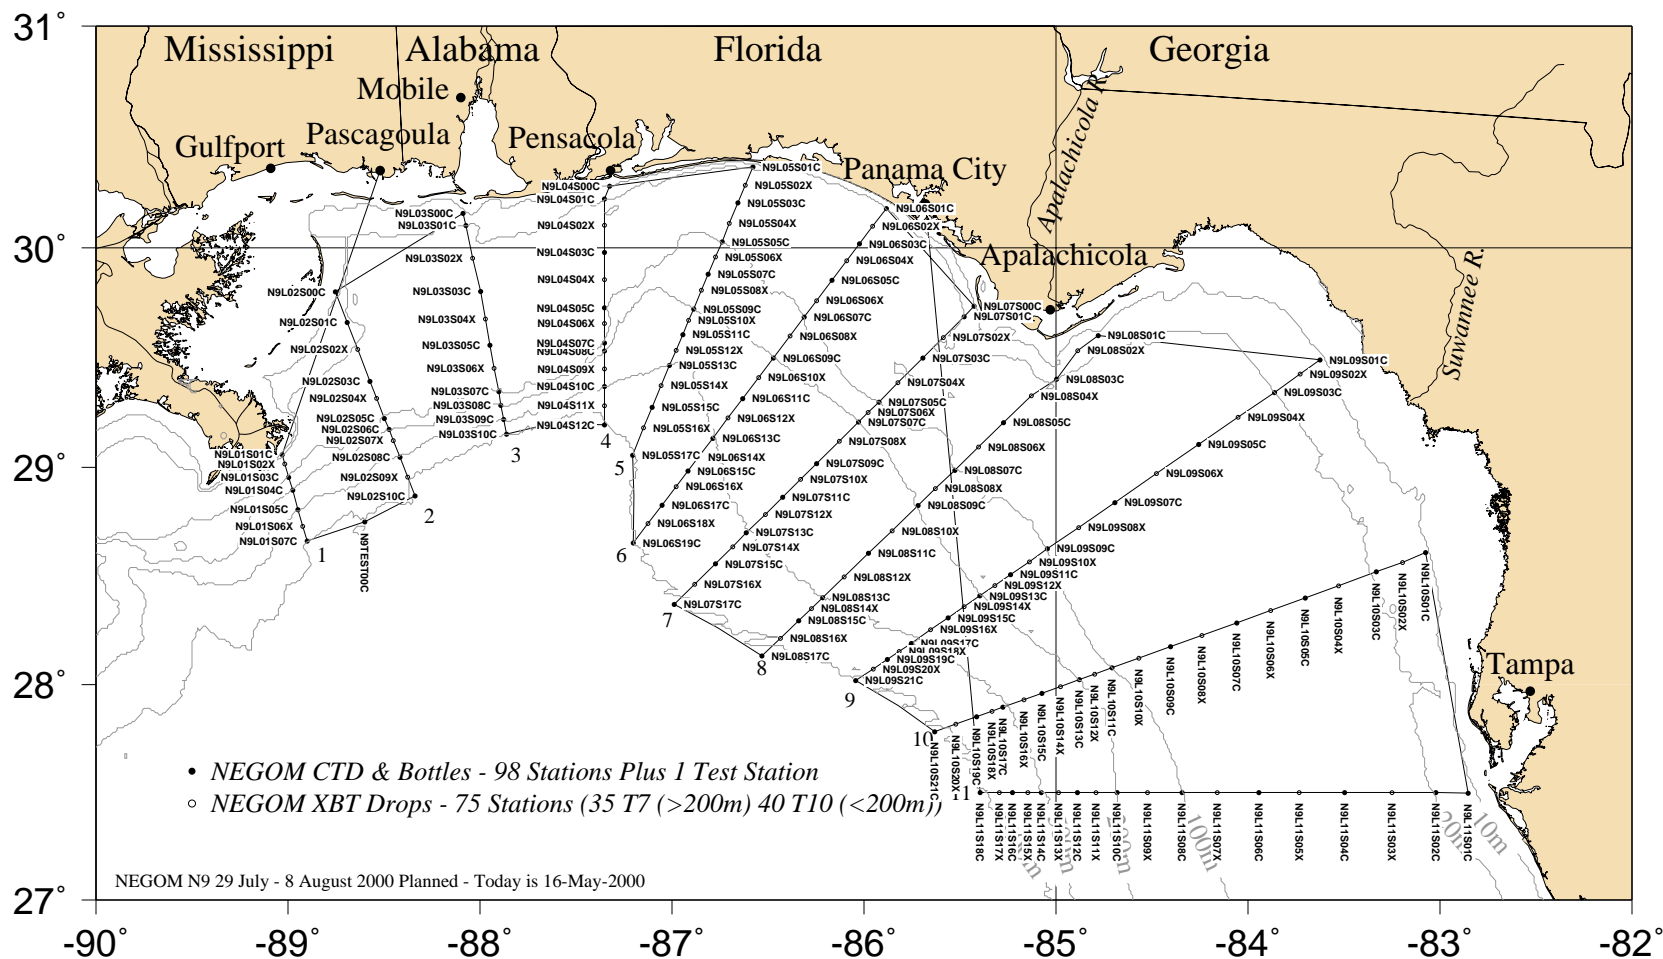 31°
30°
29°
28°
27°
-90°
-89°
-88°
-87°
-86°
-85°
-84°
-83°
-82°
Mississippi
Alabama
Florida
Georgia
Mobile
Pascagoula
Gulfport
Pensacola
Panama City
Apalachicola
Apalachicola R.
Suwannee R.
Tampa
N9L01S01C
N9L01S02X
N9L01S03C
N9L01S04C
N9L01S05C
N9L01S06X
N9L01S07C
1
N9TEST00C
N9L02S00C
N9L02S01C
N9L02S02X
N9L02S03C
N9L02S04X
N9L02S05C
N9L02S06C
N9L02S07X
N9L02S08C
N9L02S09X
N9L02S10C
2
N9L03S00C
N9L03S01C
N9L03S02X
N9L03S03C
N9L03S04X
N9L03S05C
N9L03S06X
N9L03S07C
N9L03S08C
N9L03S09C
N9L03S10C
3
N9L04S00C
N9L04S01C
N9L04S02X
N9L04S03C
N9L04S04X
N9L04S05C
N9L04S06X
N9L04S07C
N9L04S08C
N9L04S09X
N9L04S10C
N9L04S11X
N9L04S12C
4
N9L05S01C
N9L05S02X
N9L05S03C
N9L05S04X
N9L05S05C
N9L05S06X
N9L05S07C
N9L05S08X
N9L05S09C
N9L05S10X
N9L05S11C
N9L05S12X
N9L05S13C
N9L05S14X
N9L05S15C
N9L05S16X
N9L05S17C
5
N9L06S01C
N9L06S02X
N9L06S03C
N9L06S04X
N9L06S05C
N9L06S06X
N9L06S07C
N9L06S08X
N9L06S09C
N9L06S10X
N9L06S11C
N9L06S12X
N9L06S13C
N9L06S14X
N9L06S15C
N9L06S16X
N9L06S17C
N9L06S18X
N9L06S19C
6
N9L07S00C
N9L07S01C
N9L07S02X
N9L07S03C
N9L07S04X
N9L07S05C
N9L07S06X
N9L07S07C
N9L07S08X
N9L07S09C
N9L07S10X
N9L07S11C
N9L07S12X
N9L07S13C
N9L07S14X
N9L07S15C
N9L07S16X
N9L07S17C
7
N9L08S01C
N9L08S02X
N9L08S03C
N9L08S04X
N9L08S05C
N9L08S06X
N9L08S07C
N9L08S08X
N9L08S09C
N9L08S10X
N9L08S11C
N9L08S12X
N9L08S13C
N9L08S14X
N9L08S15C
N9L08S16X
N9L08S17C
8
N9L09S01C
N9L09S02X
N9L09S03C
N9L09S04X
N9L09S05C
N9L09S06X
N9L09S07C
N9L09S08X
N9L09S09C
N9L09S10X
N9L09S11C
N9L09S12X
N9L09S13C
N9L09S14X
N9L09S15C
N9L09S16X
N9L09S17C
N9L09S18X
N9L09S19C
N9L09S20X
N9L09S21C
9
N9L10S01C
N9L10S02X
N9L10S03C
N9L10S04X
N9L10S05C
N9L10S06X
N9L10S07C
N9L10S08X
N9L10S09C
N9L10S10X
N9L10S11C
N9L10S12X
N9L10S13C
N9L10S14X
N9L10S15C
N9L10S16X
N9L10S17C
N9L10S18X
N9L10S19C
N9L10S20X
N9L10S21C
10
N9L11S01C
N9L11S02C
N9L11S03X
N9L11S04C
N9L11S05X
N9L11S06C
N9L11S07X
N9L11S08C
N9L11S09X
N9L11S10C
N9L11S11X
N9L11S12C
N9L11S13X
N9L11S14C
N9L11S15X
N9L11S16C
N9L11S17X
N9L11S18C
10m
20m
100m
NEGOM CTD & Bottles - 98 Stations Plus 1 Test Station
NEGOM XBT Drops - 75 Stations (35 T7 (>200m) 40 T10 (<200m))
NEGOM N9 29 July - 8 August 2000 Planned - Today is 16-May-2000